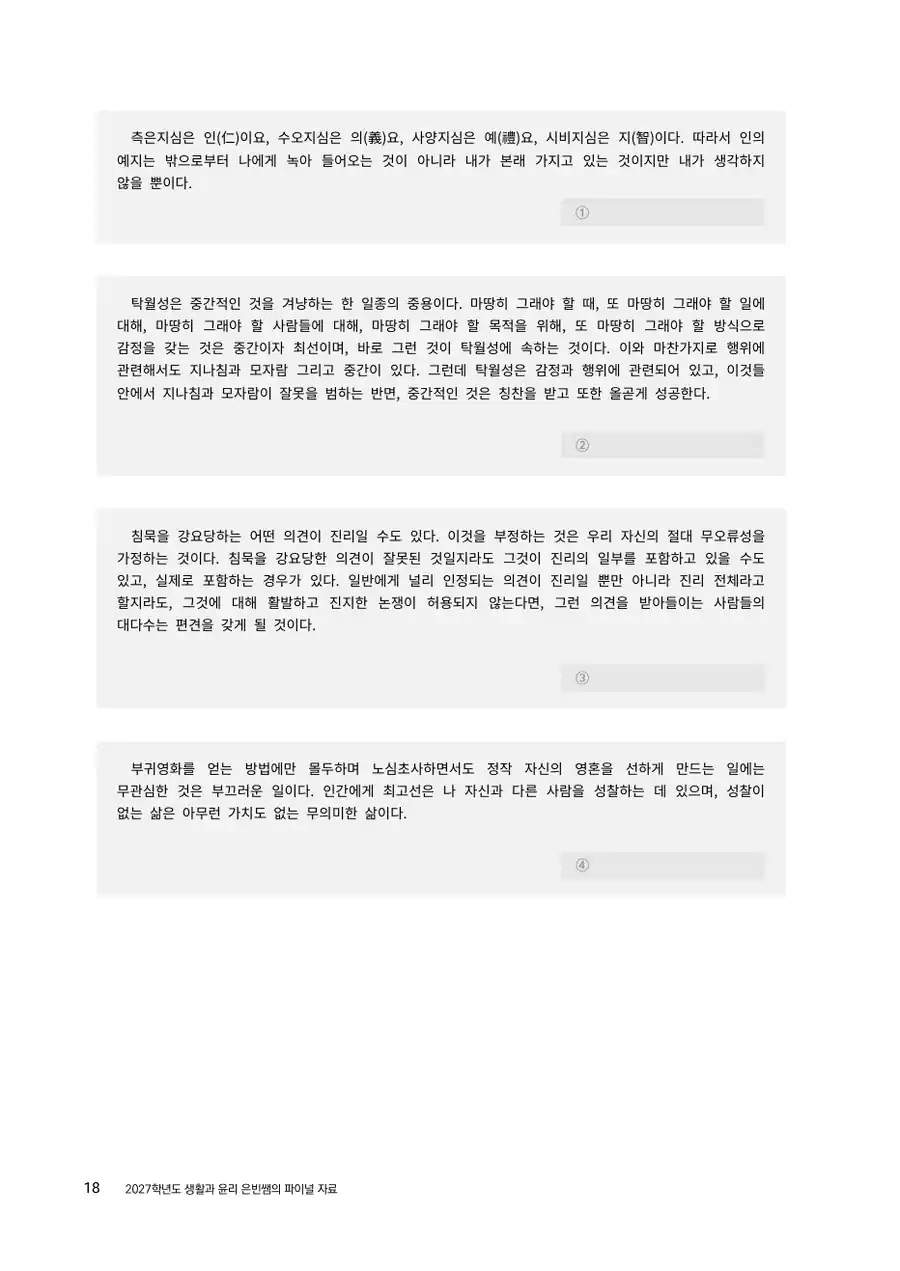 측은지심은 인(仁)이요, 수오지심은 의(義)요, 사양지심은 예(禮)요, 시비지심은 지(智)이다. 따라서 인의
예지는 밖으로부터 나에게 녹아 들어오는 것이 아니라 내가 본래 가지고 있는 것이지만 내가 생각하지
않을 뿐이다.
①
탁월성은 중간적인 것을 겨냥하는 한 일종의 중용이다. 마땅히 그래야 할 때, 또 마땅히 그래야 할 일에
대해, 마땅히 그래야 할 사람들에 대해, 마땅히 그래야 할 목적을 위해, 또 마땅히 그래야 할 방식으로
감정을 갖는 것은 중간이자 최선이며, 바로 그런 것이 탁월성에 속하는 것이다. 이와 마찬가지로 행위에
관련해서도 지나침과 모자람 그리고 중간이 있다. 그런데 탁월성은 감정과 행위에 관련되어 있고, 이것들
안에서 지나침과 모자람이 잘못을 범하는 반면, 중간적인 것은 칭찬을 받고 또한 올곧게 성공한다.
②
침묵을 강요당하는 어떤 의견이 진리일 수도 있다. 이것을 부정하는 것은 우리 자신의 절대 무오류성을
가정하는 것이다. 침묵을 강요당한 의견이 잘못된 것일지라도 그것이 진리의 일부를 포함하고 있을 수도
있고, 실제로 포함하는 경우가 있다. 일반에게 널리 인정되는 의견이 진리일 뿐만 아니라 진리 전체라고
할지라도, 그것에 대해 활발하고 진지한 논쟁이 허용되지 않는다면, 그런 의견을 받아들이는 사람들의
대다수는 편견을 갖게 될 것이다.
③
부귀영화를 얻는 방법에만 몰두하며 노심초사하면서도 정작 자신의 영혼을 선하게 만드는 일에는
무관심한 것은 부끄러운 일이다. 인간에게 최고선은 나 자신과 다른 사람을 성찰하는 데 있으며, 성찰이
없는 삶은 아무런 가치도 없는 무의미한 삶이다.
④
18 2027학년도 생활과 윤리 은빈쌤의 파이널 자료